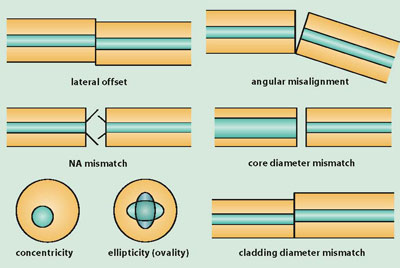 lateral offset
angular misalignment
NA mismatch
core diameter mismatch
concentricity
ellipticity (ovality)
cladding diameter mismatch